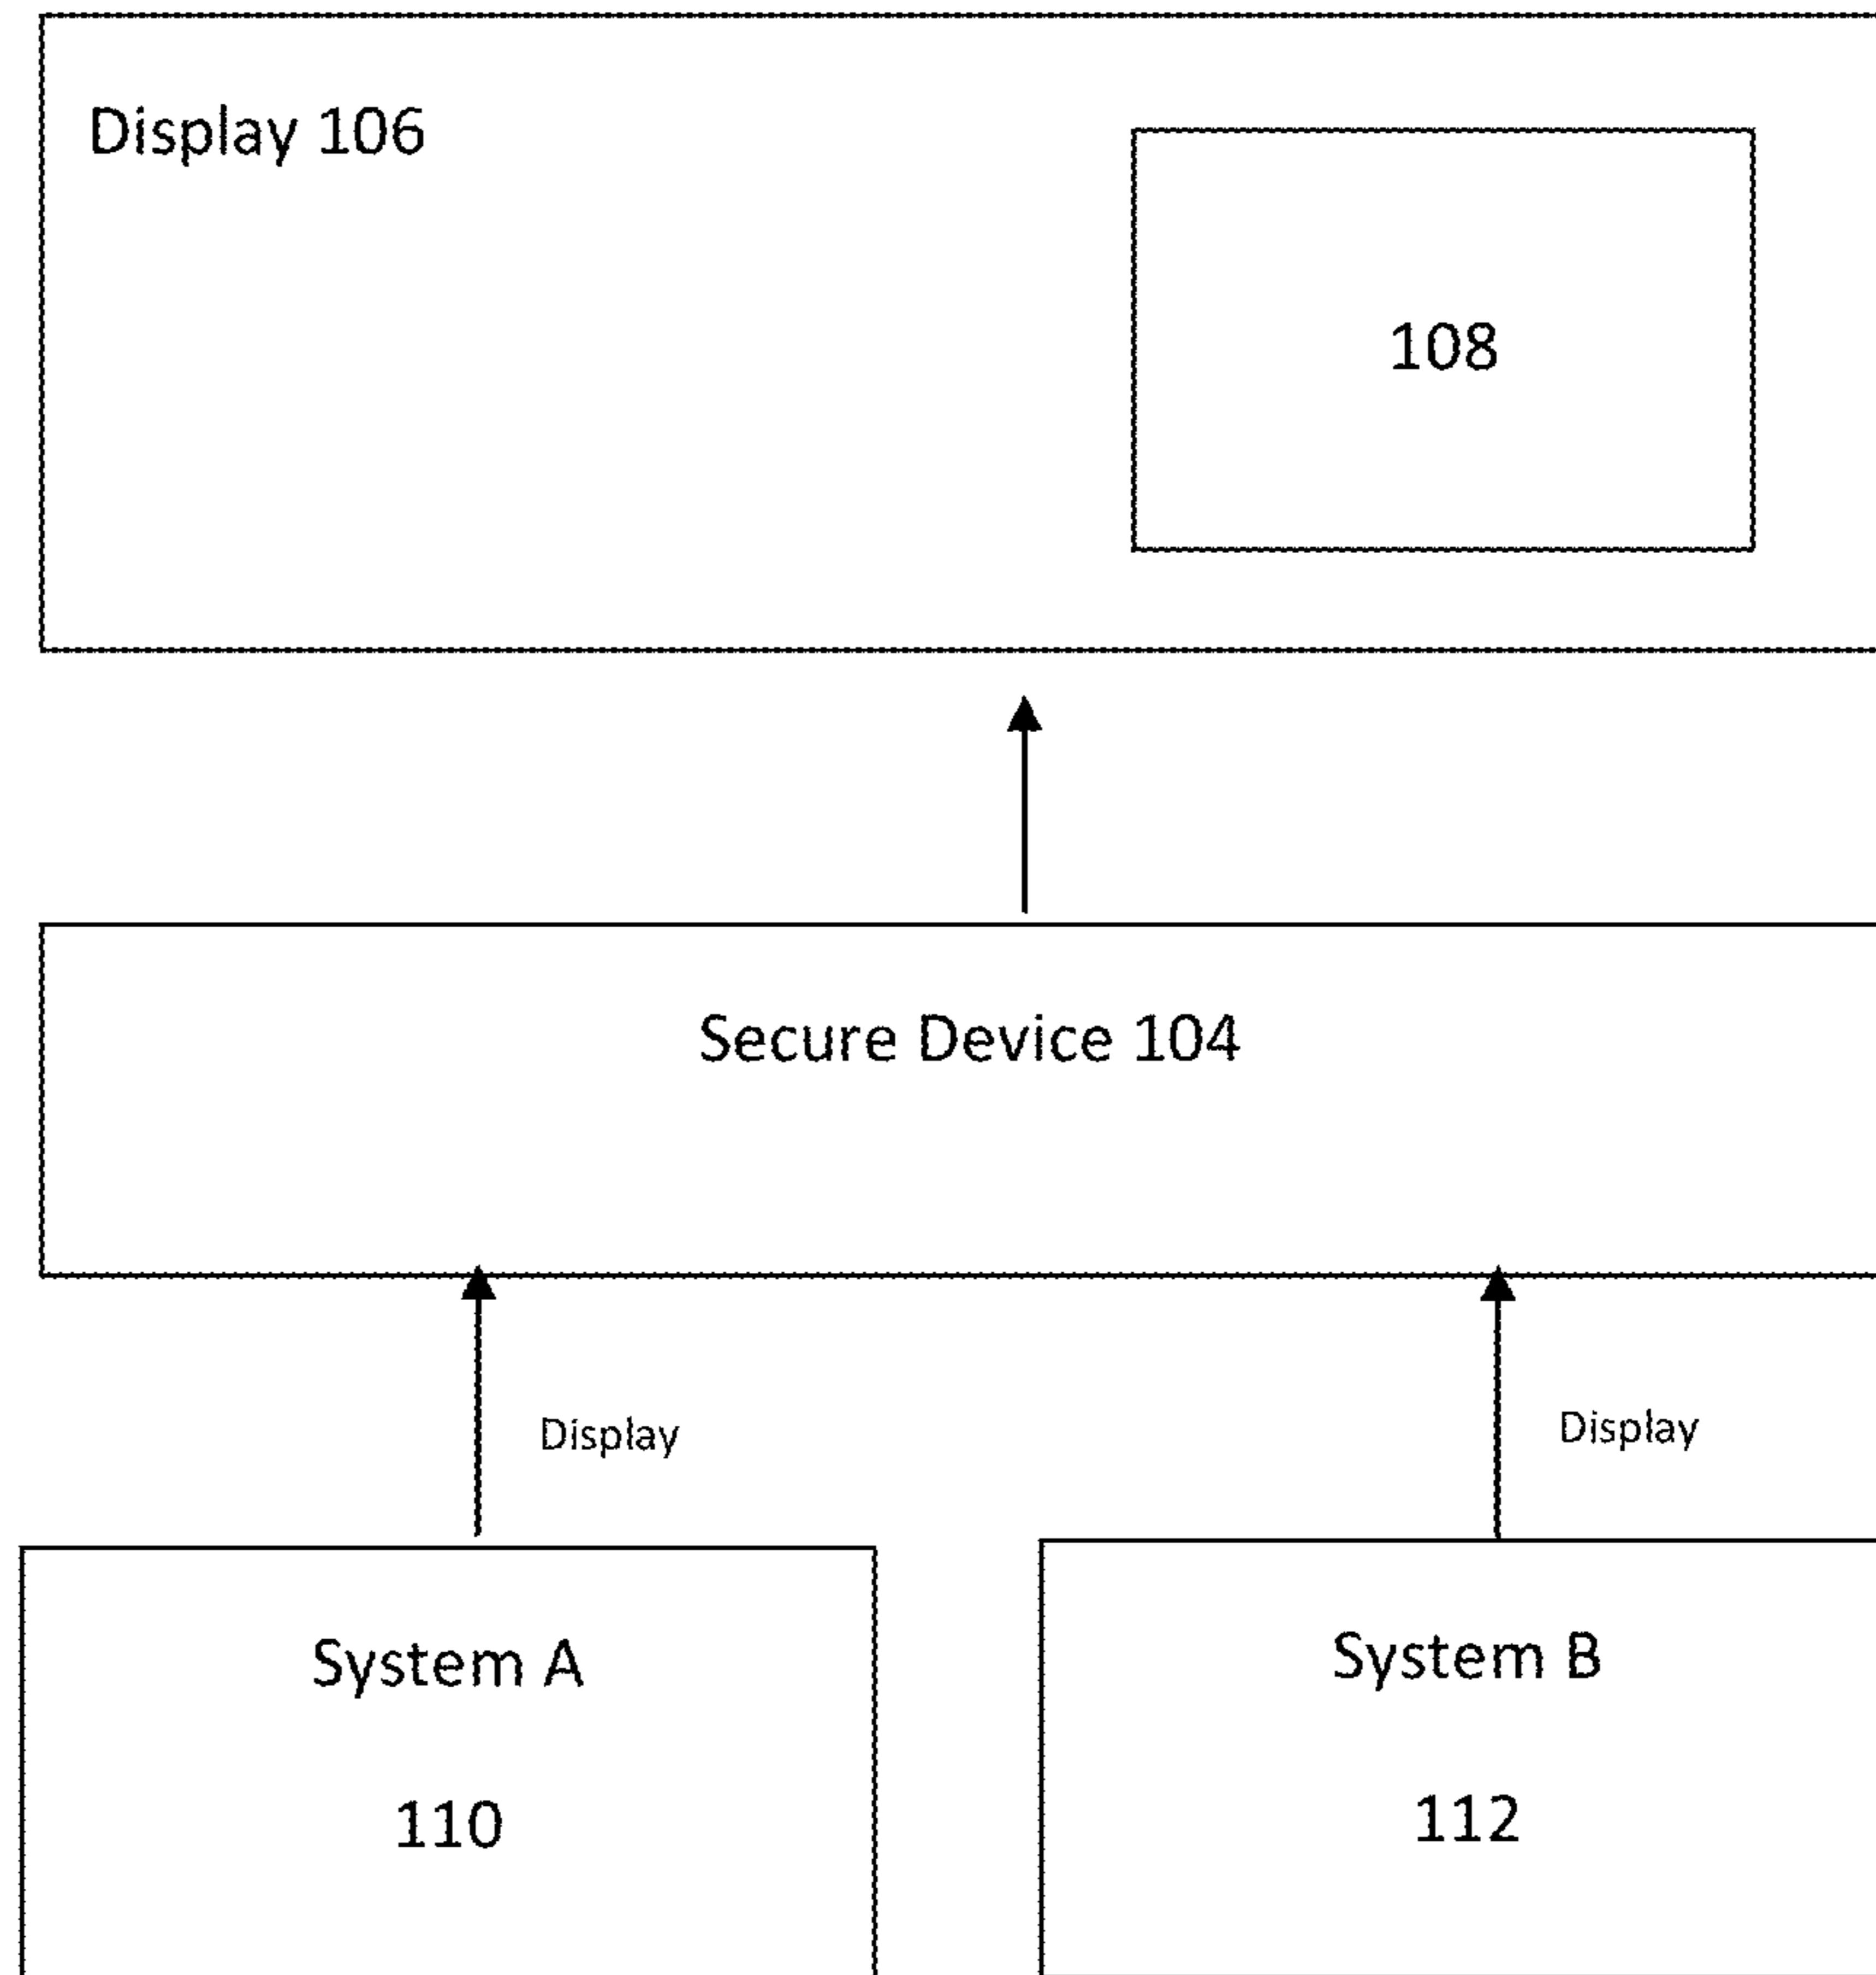 Display 106
108
Secure Device 104
Display
Display
System A
110
System B
112